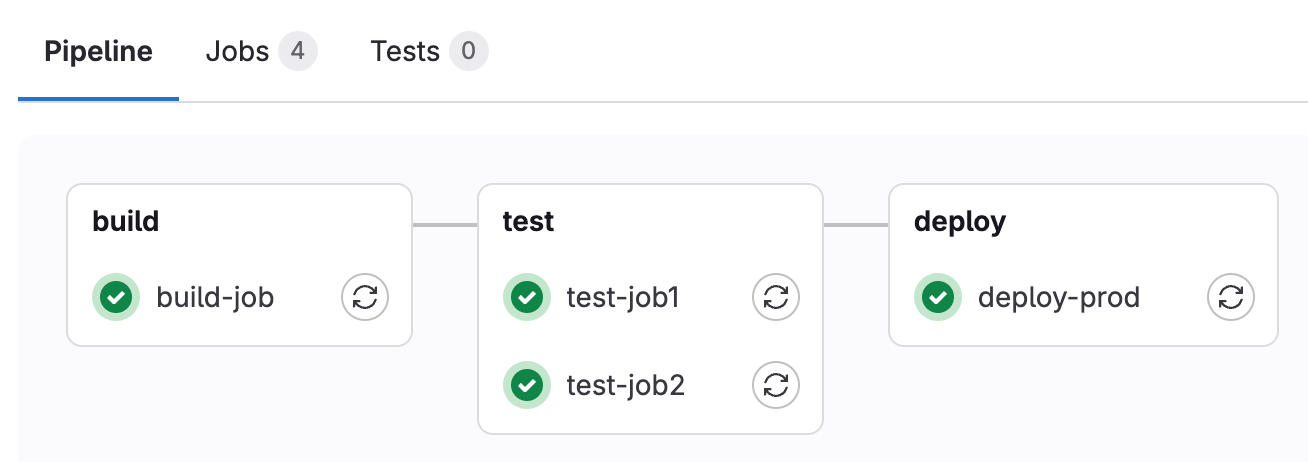 Pipeline Jobs 4 Tests 0
build
build-job
test
test-job1
test-job2
deploy
deploy-prod